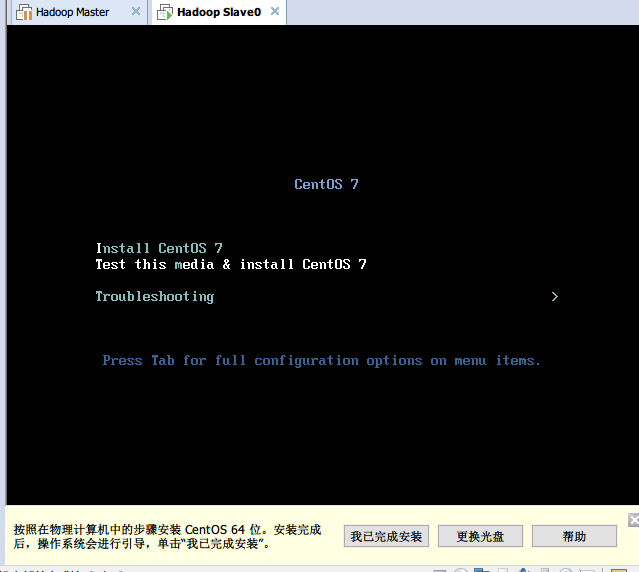 Hadoop Master
Hadoop Slave0
CentOS 7
Install CentOS 7
Test this media & install CentOS 7
Troubleshooting >
Press Tab for full configuration options on menu items.
按照在物理计算机中的步骤安装 CentOS 64 位。安装完成
后，操作系统会进行引导，单击“我已完成安装”。
我已完成安装
更换光盘
帮助